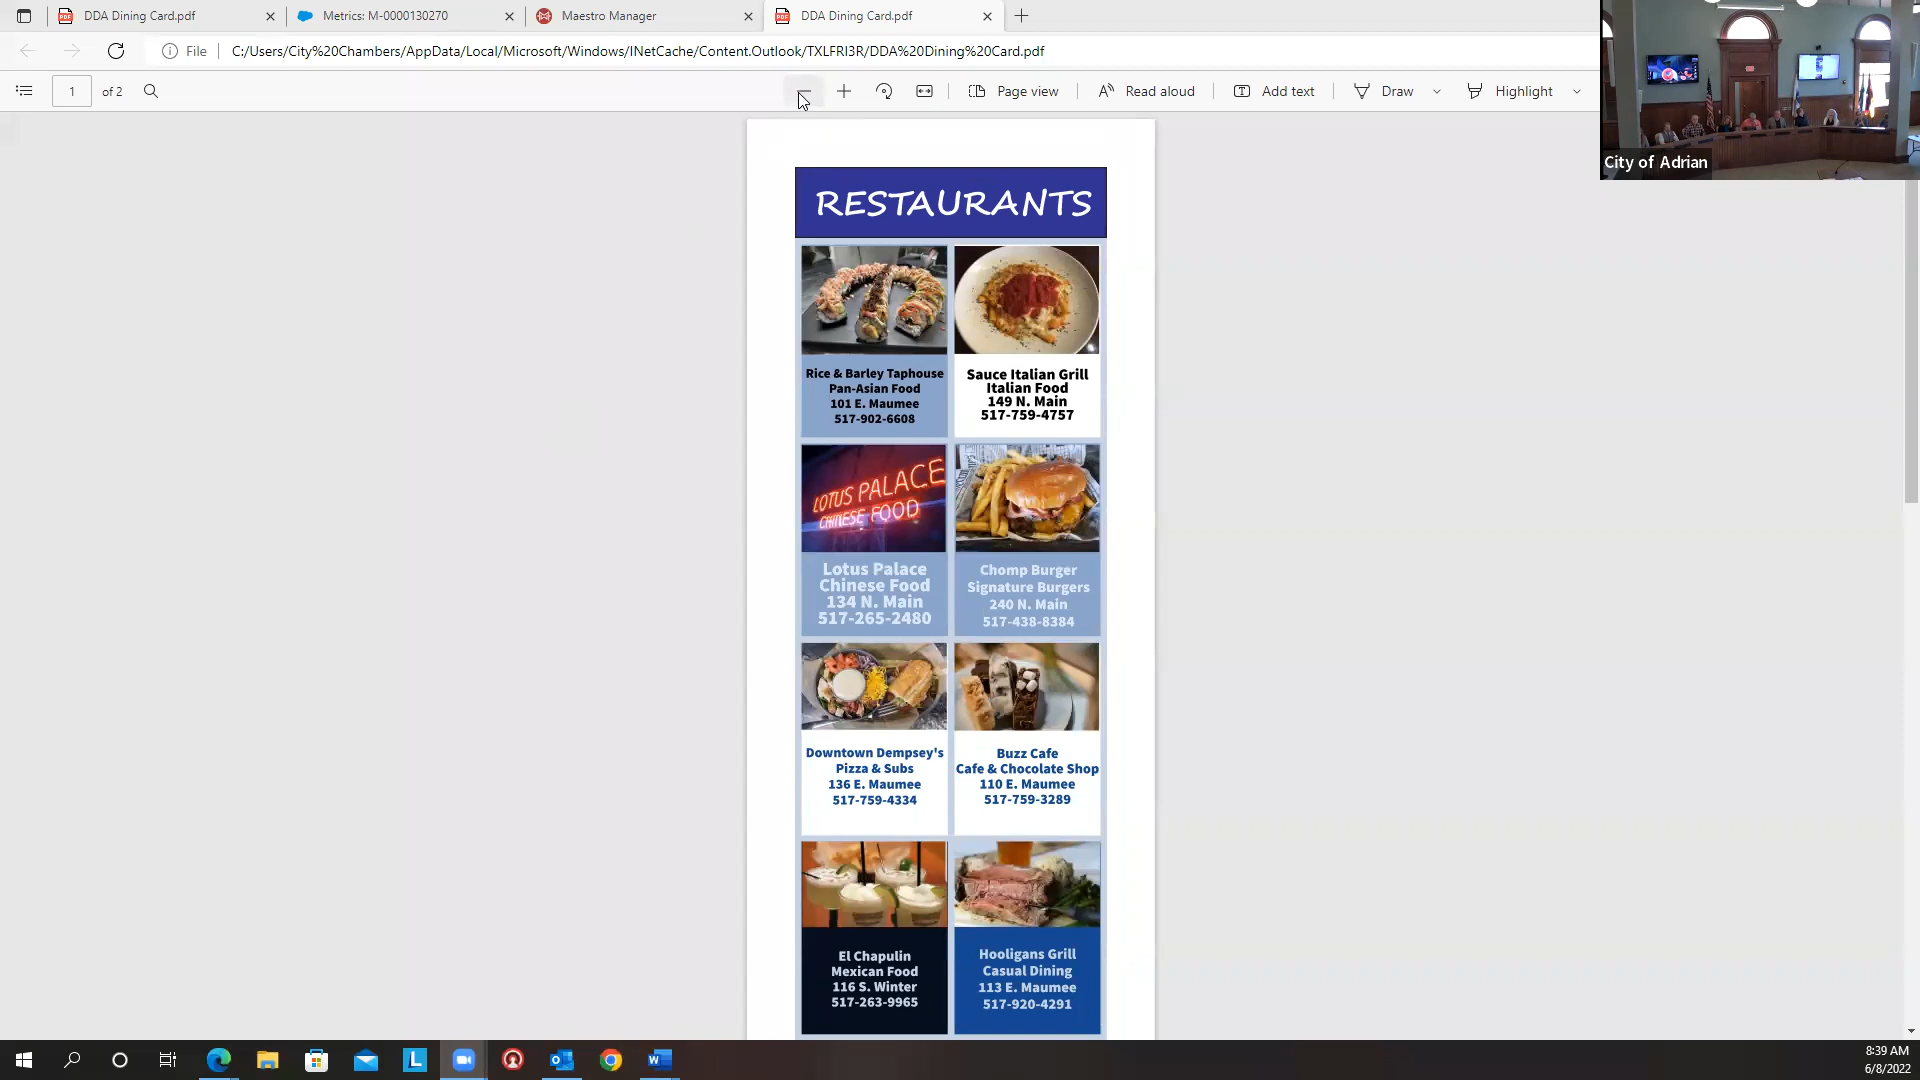 DDA Dining Card.pdf
Metrics: M-0000130270
Maestro Manager
DDA Dining Card.pdf
File
C:/Users/City%20Chambers/AppData/Local/Microsoft/Windows/INetCache/Content.Outlook/TXLFRI3R/DDA%20Dining%20Card.pdf
1 of 2
Page view
Read aloud
Add text
Draw
Highlight
City of Adrian
RESTAURANTS
Rice & Barley Taphouse
Pan-Asian Food
101 E. Maumee
517-902-6608
Sauce Italian Grill
Italian Food
149 N. Main
517-759-4757
LOTUS PALACE
CHINESE FOOD
Lotus Palace
Chinese Food
134 N. Main
517-265-2480
Chomp Burger
Signature Burgers
240 N. Main
517-438-8384
Downtown Dempsey's
Pizza & Subs
136 E. Maumee
517-759-4334
Buzz Cafe
Cafe & Chocolate Shop
110 E. Maumee
517-759-3289
El Chapulin
Mexican Food
116 S. Winter
517-263-9965
Hooligans Grill
Casual Dining
113 E. Maumee
517-920-4291
8:39 AM
6/8/2022